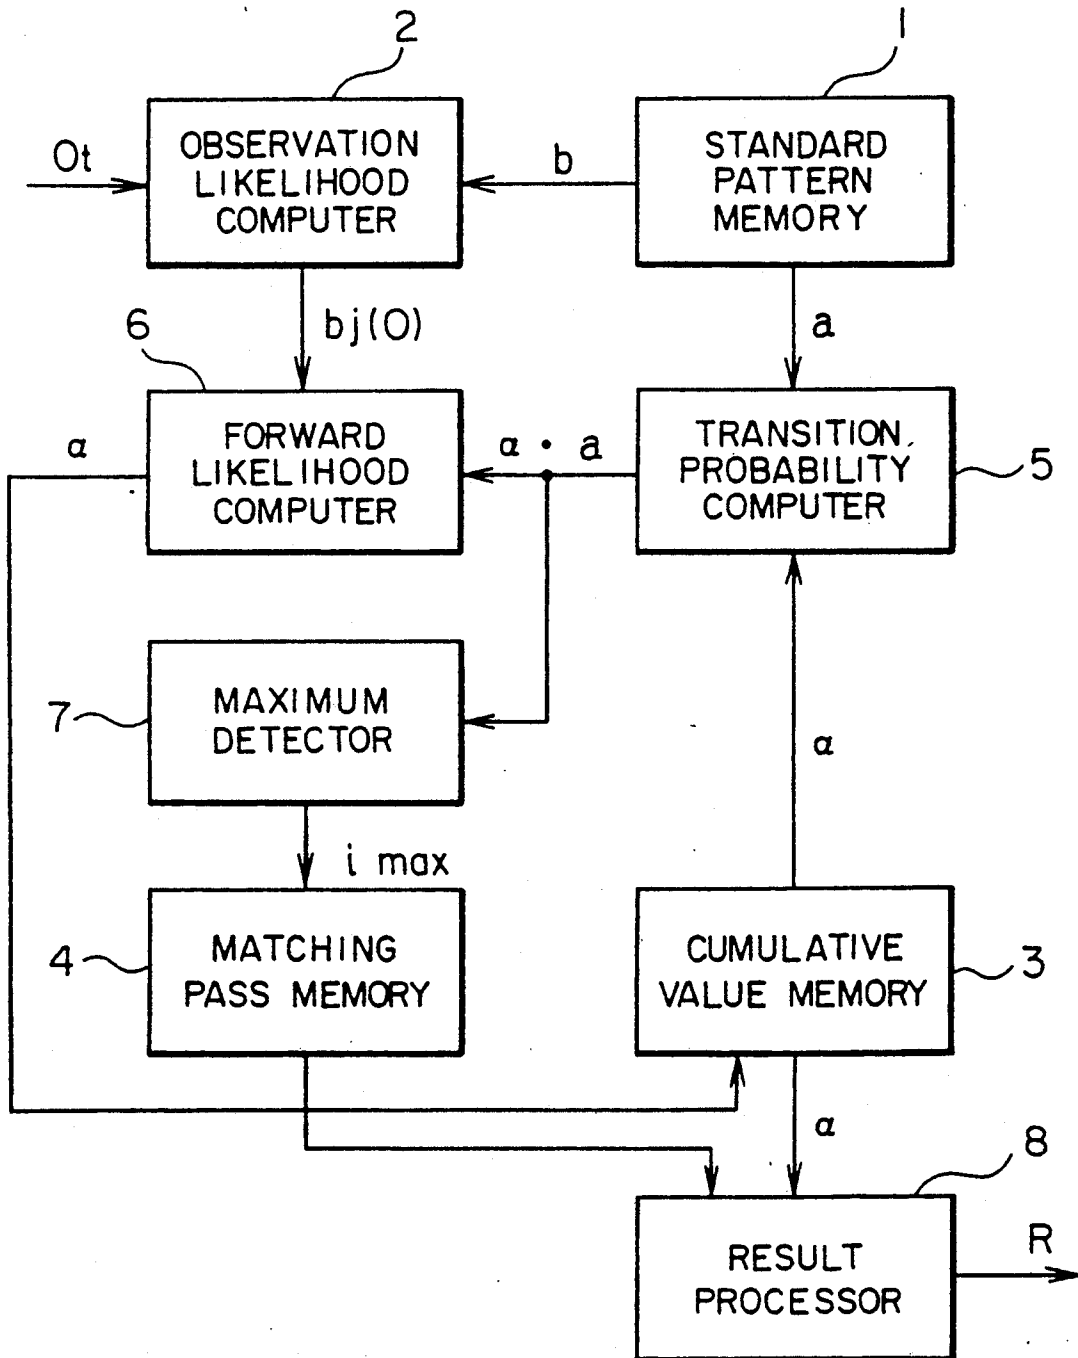 2
1
OBSERVATION
LIKELIHOOD
COMPUTER
STANDARD
PATTERN
MEMORY
Ot
b
bj(O)
a
6
FORWARD
LIKELIHOOD
COMPUTER
α
α · a
TRANSITION
PROBABILITY
COMPUTER
5
7
MAXIMUM
DETECTOR
α
i max
4
MATCHING
PASS MEMORY
CUMULATIVE
VALUE MEMORY
3
α
8
RESULT
PROCESSOR
R